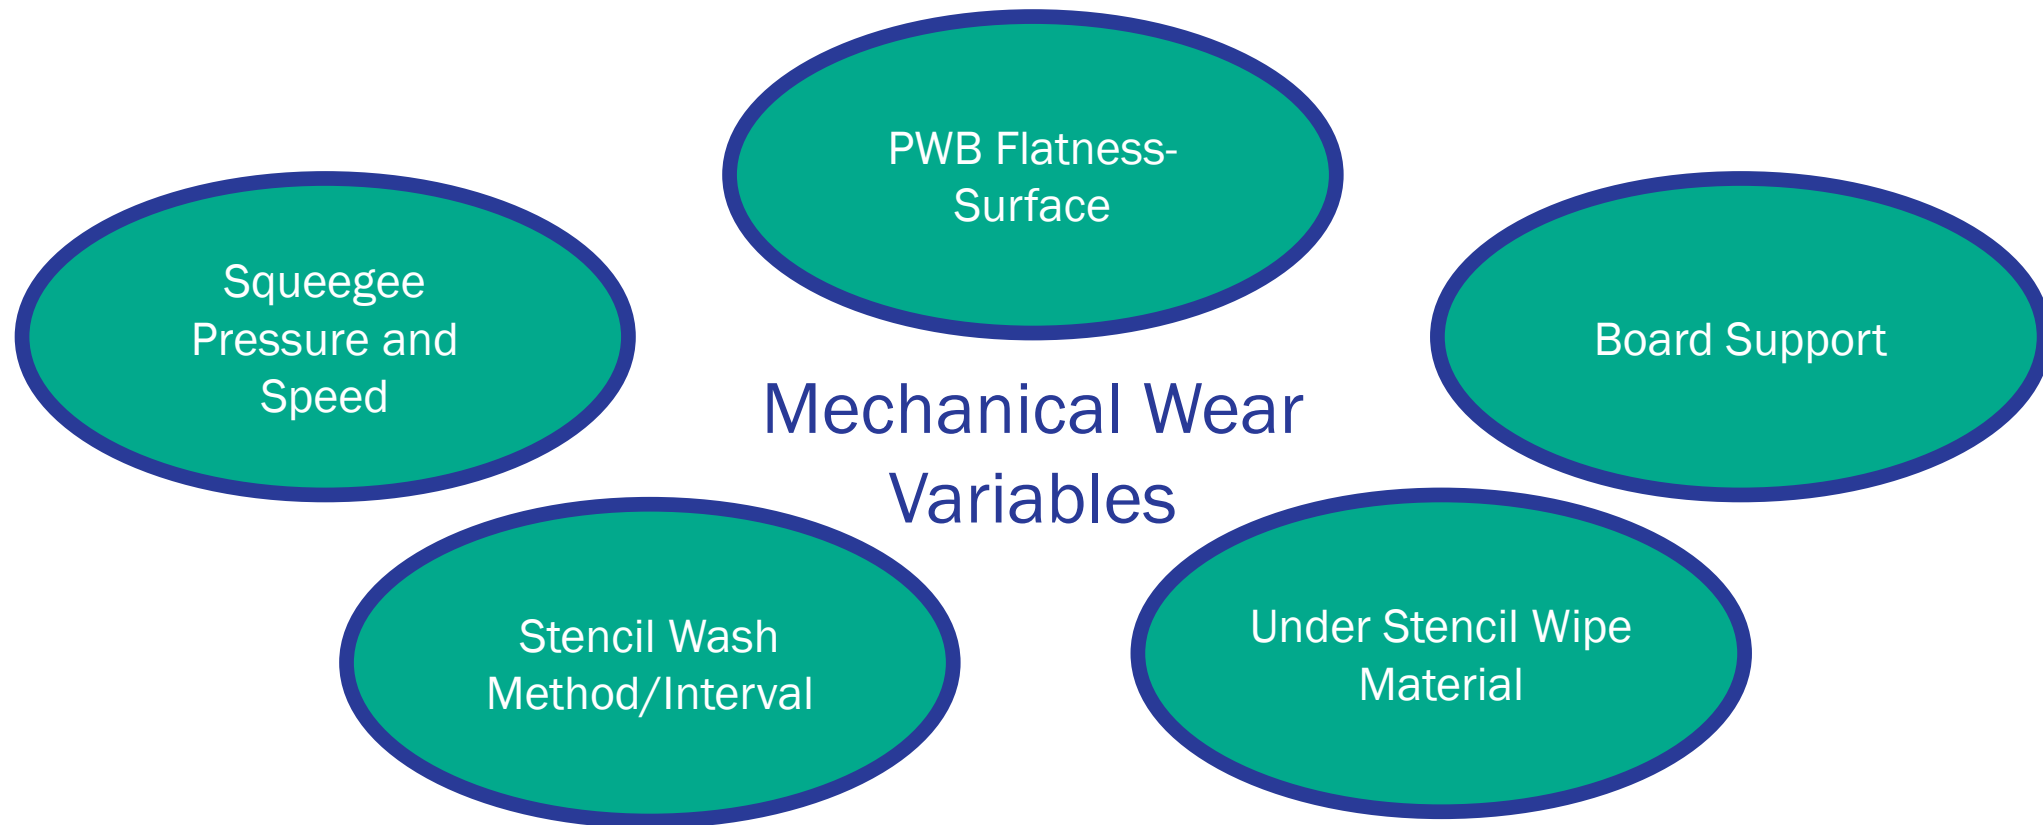 PWB Flatness-
Surface
Squeegee
Pressure and
Speed
Board Support
Mechanical Wear
Variables
Stencil Wash
Method/Interval
Under Stencil Wipe
Material